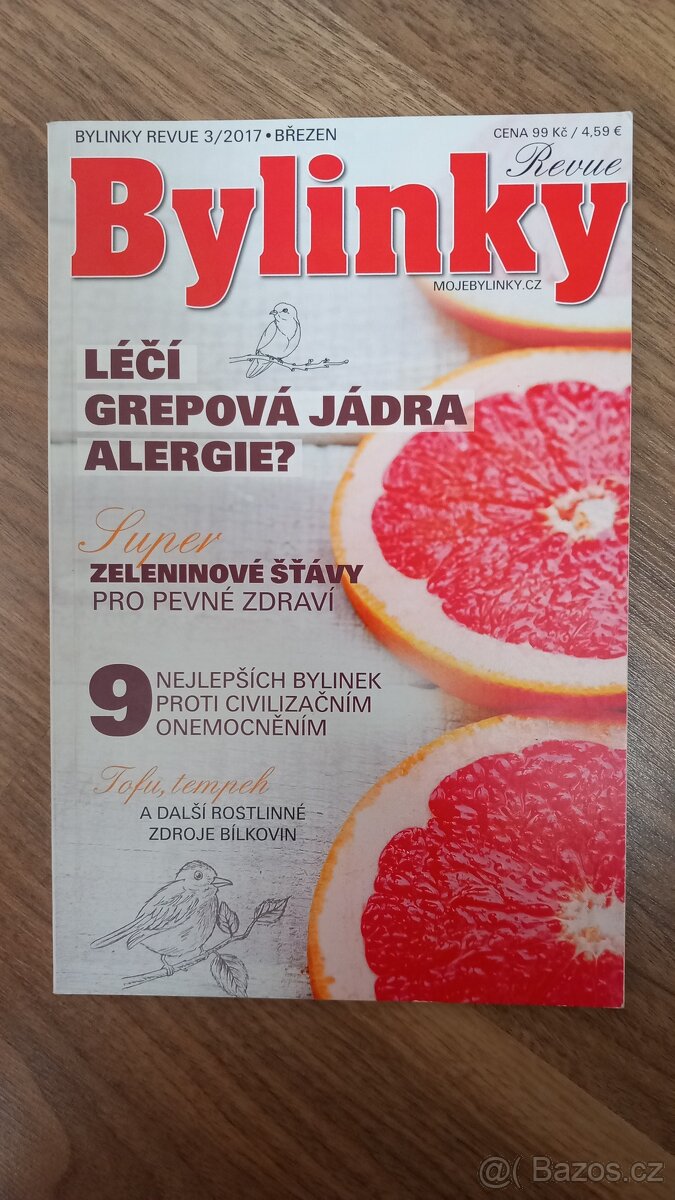 BYLINKY REVUE 3/2017 • BŘEZEN
CENA 99 Kč / 4,59 €
Bylinky
Revue
MOJEBYLINKY.CZ
LÉČÍ
GREPOVÁ JÁDRA
ALERGIE?
Super
ZELENINOVÉ ŠŤÁVY
PRO PEVNÉ ZDRAVÍ
9
NEJLEPŠÍCH BYLINEK
PROTI CIVILIZAČNÍM
ONEMOCNĚNÍM
Tofu, tempeh
A DALŠÍ ROSTLINNÉ
ZDROJE BÍLKOVIN
@( Bazos.cz